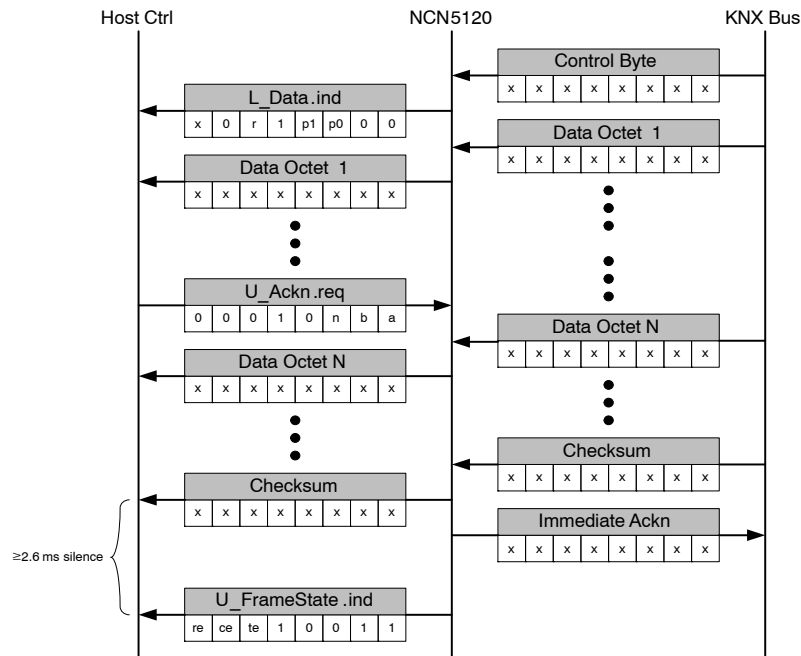 Host Ctrl NCN5120 KNX Bus
Control Byte
x x x x x x x x
L_Data.ind
x 0 r 1 p1 p0 0 0
Data Octet 1
x x x x x x x x
Data Octet 1
x x x x x x x x
U_Ackn.req
0 0 0 1 0 n b a
Data Octet N
x x x x x x x x
Data Octet N
x x x x x x x x
Checksum
x x x x x x x x
Checksum
x x x x x x x x
Immediate Ackn
x x x x x x x x
≥2.6 ms silence
U_FrameState.ind
re ce te 1 0 0 1 1